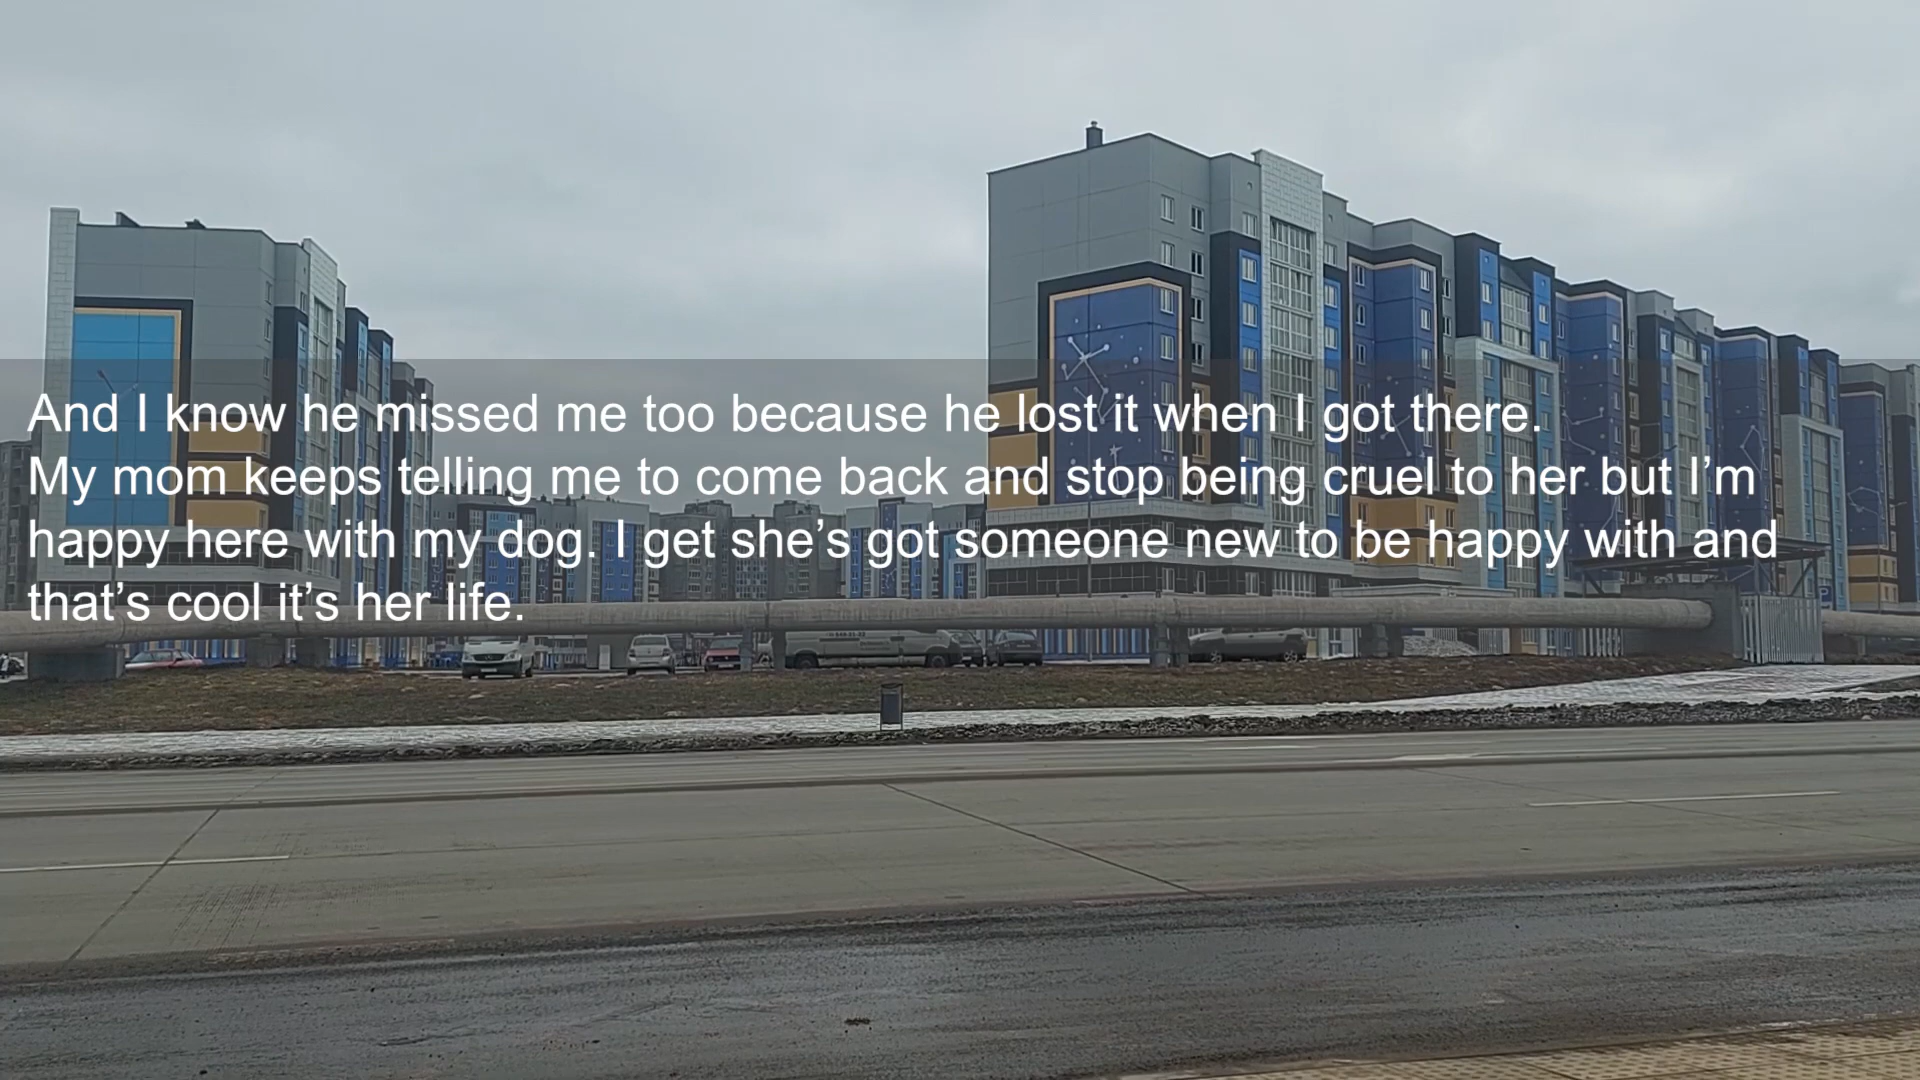 And I know he missed me too because he lost it when I got there.
My mom keeps telling me to come back and stop being cruel to her but I’m
happy here with my dog. I get she’s got someone new to be happy with and
that’s cool it’s her life.